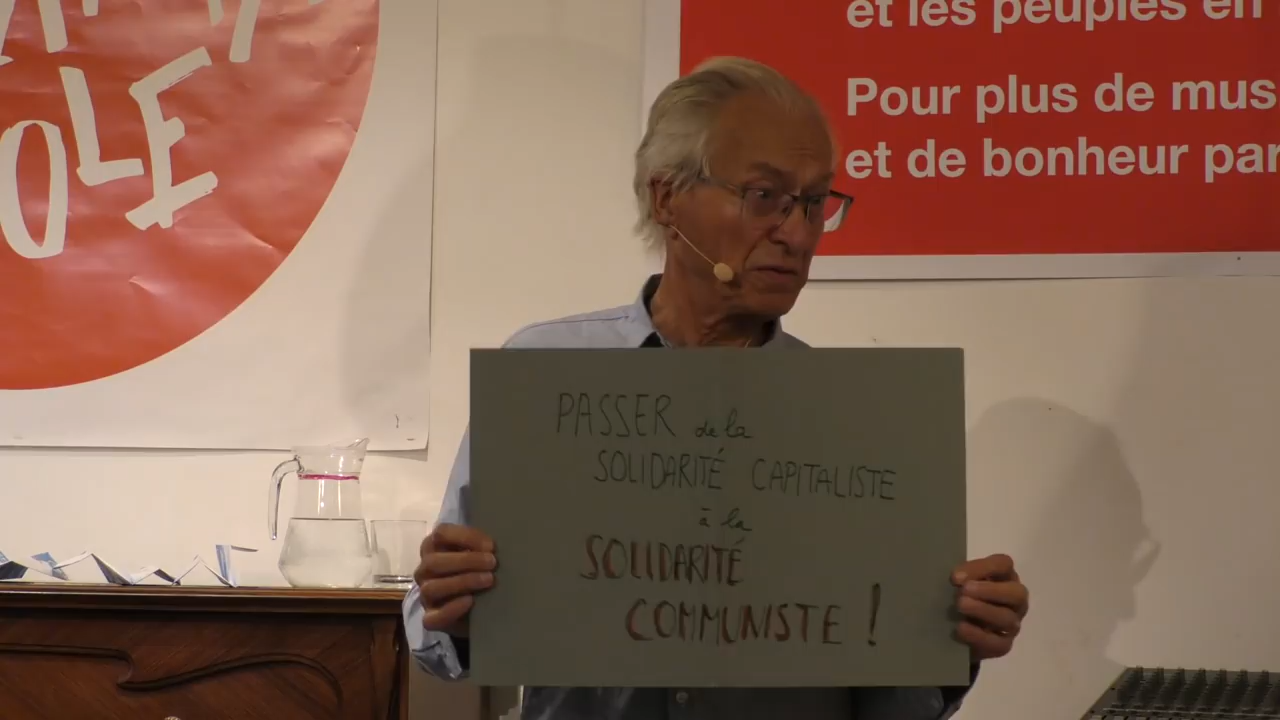 OLE
et les peuples en
Pour plus de mus
et de bonheur par
PASSER de la
SOLIDARITÉ CAPITALISTE
à la
SOLIDARITÉ
COMMUNISTE !